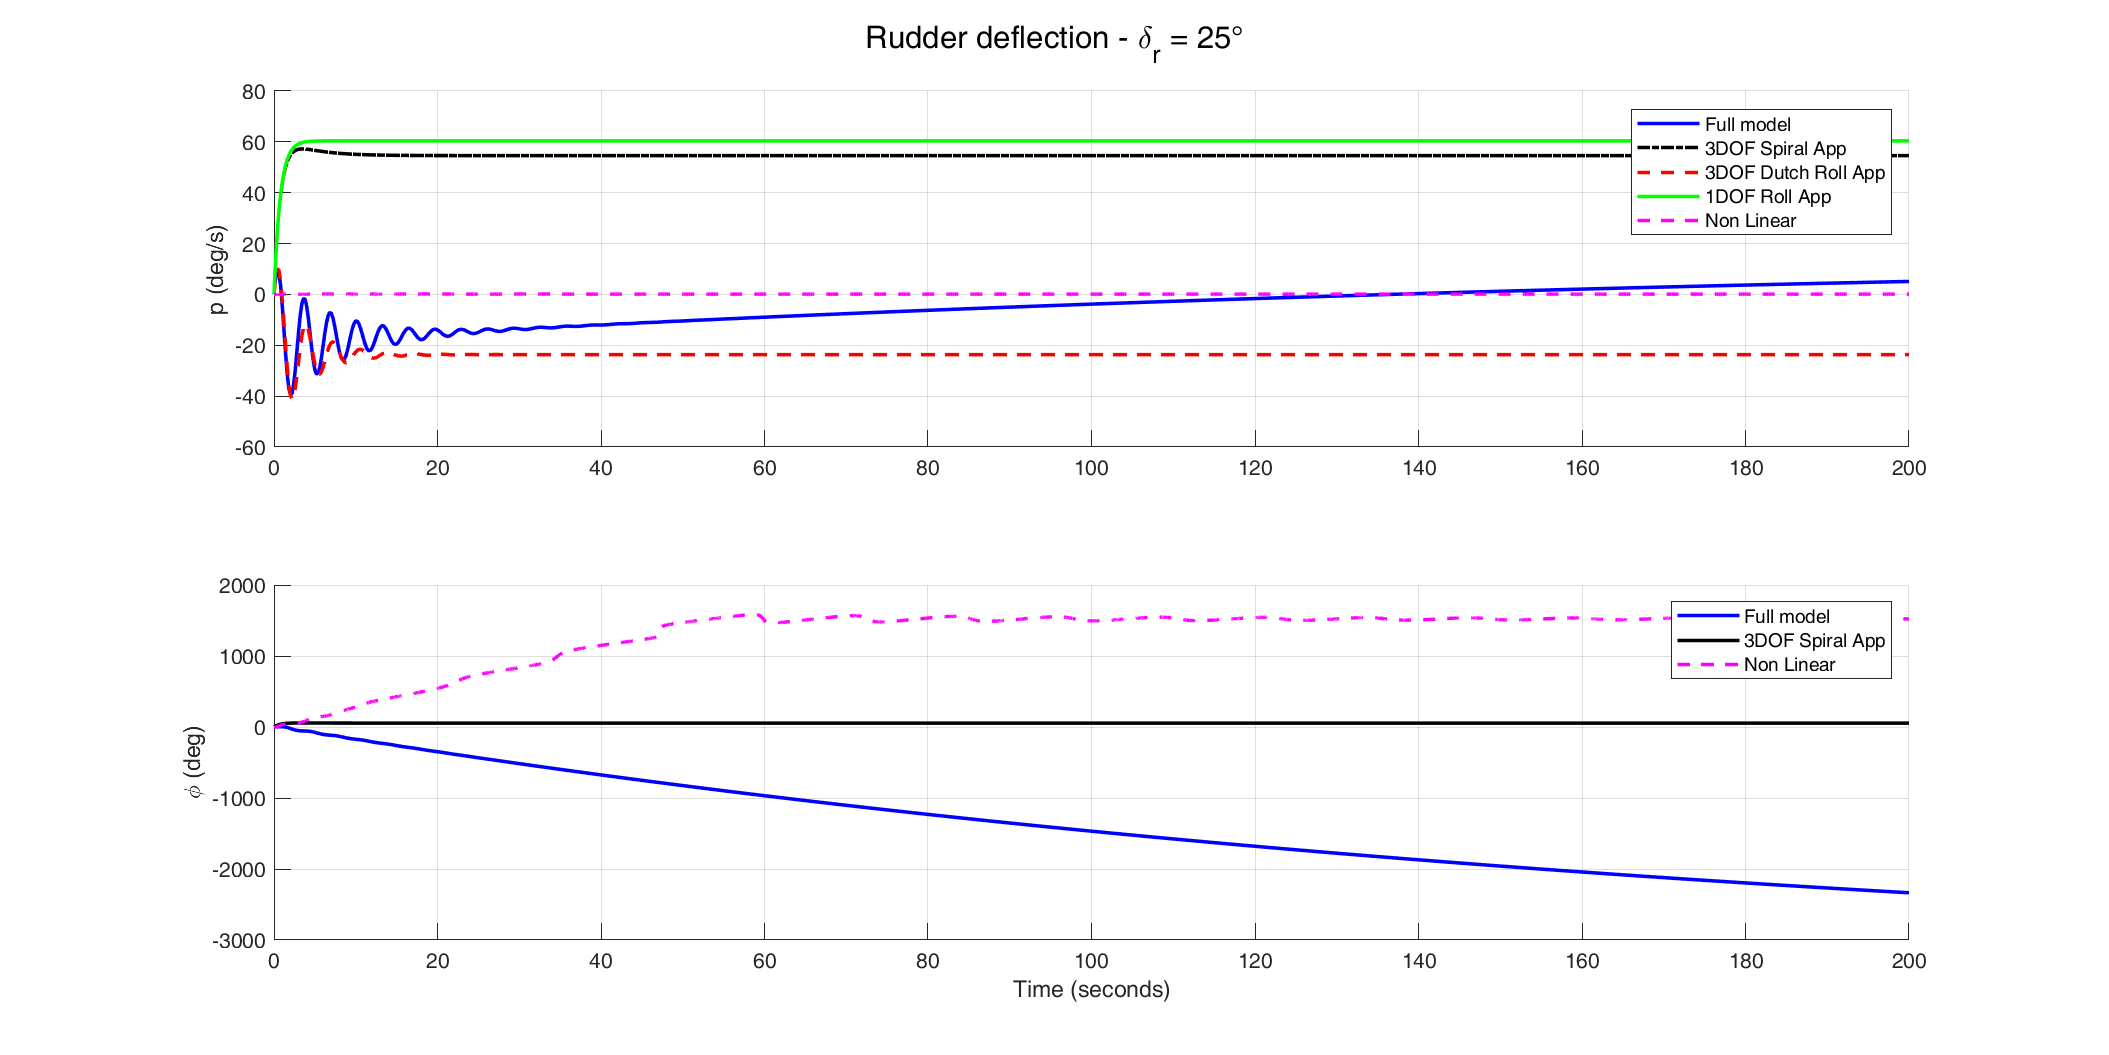 Rudder deflection - δr = 25°
80
60
40
20
0
-20
-40
-60
p (deg/s)
0 20 40 60 80 100 120 140 160 180 200
Full model
3DOF Spiral App
3DOF Dutch Roll App
1DOF Roll App
Non Linear
2000
1000
0
-1000
-2000
-3000
ϕ (deg)
0 20 40 60 80 100 120 140 160 180 200
Time (seconds)
Full model
3DOF Spiral App
Non Linear